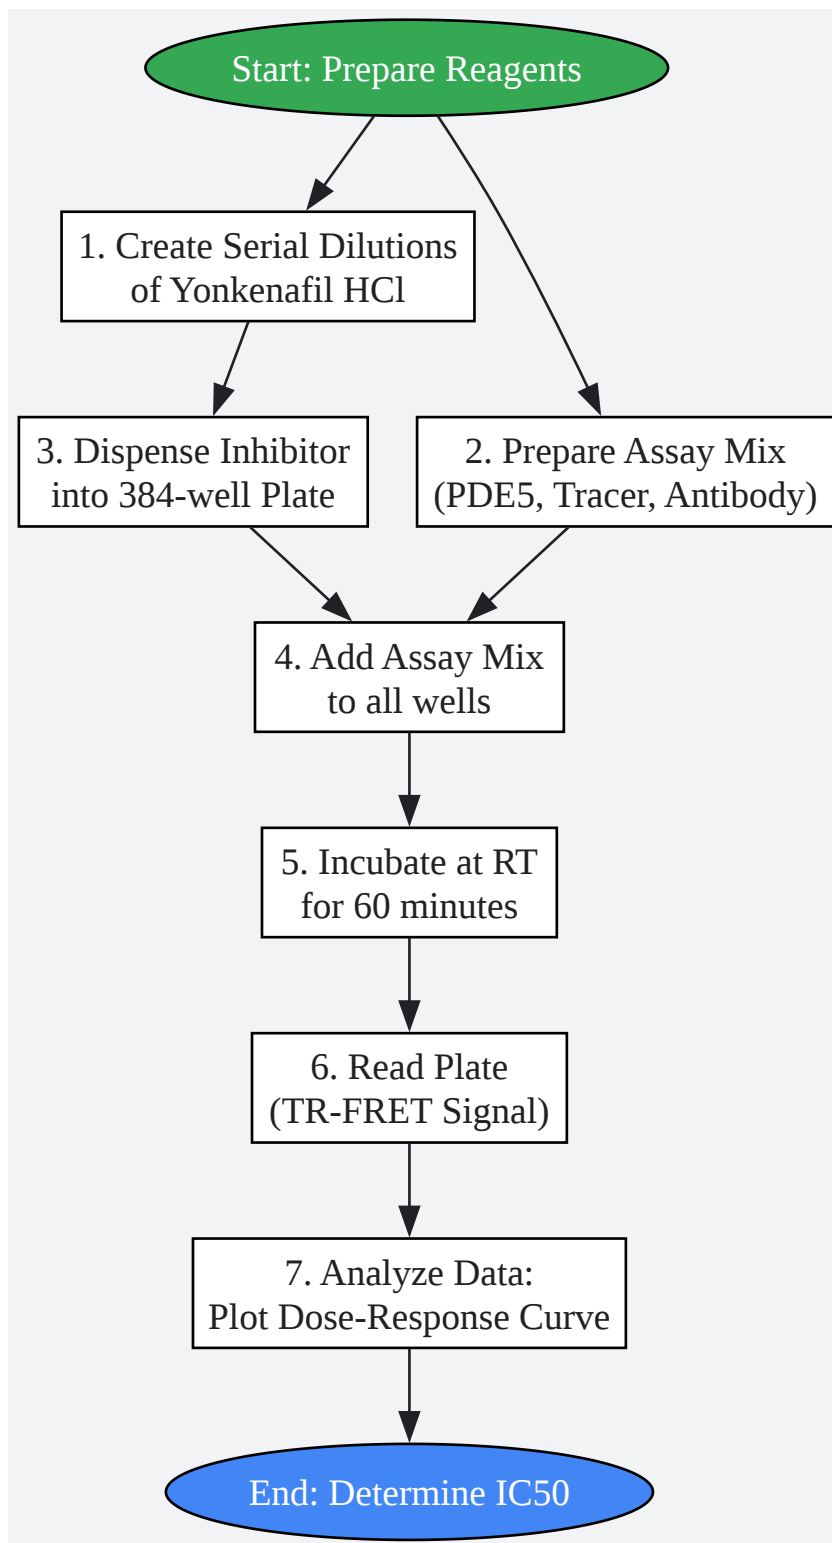 Start: Prepare Reagents
1. Create Serial Dilutions
of Yonkenafil HCl
3. Dispense Inhibitor
into 384-well Plate
2. Prepare Assay Mix
(PDE5, Tracer, Antibody)
4. Add Assay Mix
to all wells
5. Incubate at RT
for 60 minutes
6. Read Plate
(TR-FRET Signal)
7. Analyze Data:
Plot Dose-Response Curve
End: Determine IC50